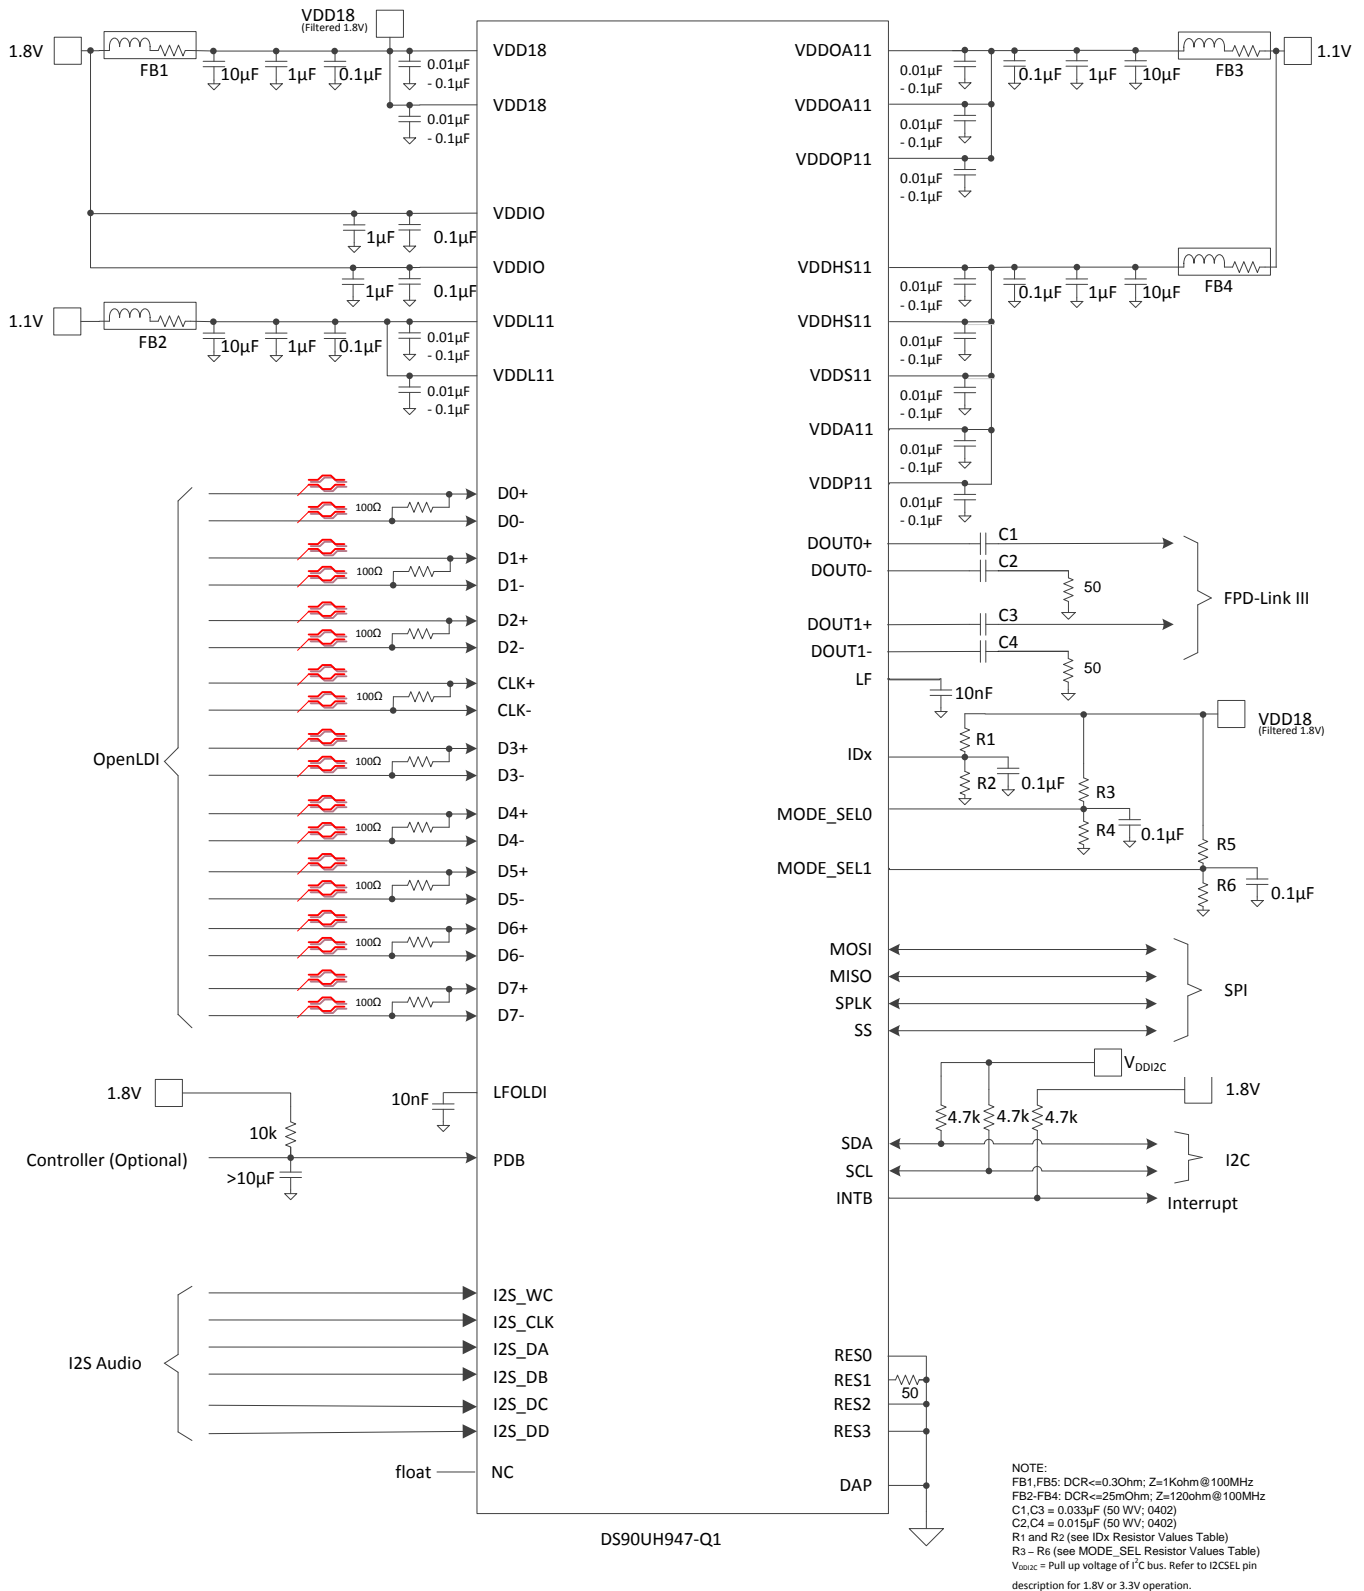 VDD18
(Filtered 1.8V)
1.8V
FB1
10µF
1µF
0.1µF
0.01µF
- 0.1µF
VDD18
0.01µF
- 0.1µF
VDD18
1µF
0.1µF
VDDIO
1µF
0.1µF
VDDIO
1.1V
FB2
10µF
1µF
0.1µF
0.01µF
- 0.1µF
VDDL11
0.01µF
- 0.1µF
VDDL11
VDDOA11
0.01µF
- 0.1µF
0.1µF
1µF
10µF
FB3
1.1V
VDDOA11
0.01µF
- 0.1µF
VDDOP11
0.01µF
- 0.1µF
VDDHS11
0.01µF
- 0.1µF
0.1µF
1µF
10µF
FB4
VDDHS11
0.01µF
- 0.1µF
VDDS11
0.01µF
- 0.1µF
VDDA11
0.01µF
- 0.1µF
VDDP11
0.01µF
- 0.1µF
OpenLDI
100Ω
D0+
D0-
100Ω
D1+
D1-
100Ω
D2+
D2-
100Ω
CLK+
CLK-
100Ω
D3+
D3-
100Ω
D4+
D4-
100Ω
D5+
D5-
100Ω
D6+
D6-
100Ω
D7+
D7-
DOUT0+
C1
DOUT0-
C2
50
DOUT1+
C3
DOUT1-
C4
50
FPD-Link III
LF
10nF
VDD18
(Filtered 1.8V)
IDx
R1
R2
0.1µF
MODE_SEL0
R3
R4
0.1µF
MODE_SEL1
R5
R6
0.1µF
MOSI
MISO
SPLK
SS
SPI
VDDI2C
1.8V
4.7k
4.7k
4.7k
SDA
SCL
I2C
INTB
Interrupt
1.8V
10nF
LFOLDI
10k
Controller (Optional)
>10µF
PDB
I2S Audio
I2S_WC
I2S_CLK
I2S_DA
I2S_DB
I2S_DC
I2S_DD
float
NC
RES0
RES1
50
RES2
RES3
DAP
DS90UH947-Q1
NOTE:
FB1,FB5: DCR<=0.3Ohm; Z=1Kohm@100MHz
FB2-FB4: DCR<=25mOhm; Z=120ohm@100MHz
C1,C3 = 0.033µF (50 WV; 0402)
C2,C4 = 0.015µF (50 WV; 0402)
R1 and R2 (see IDx Resistor Values Table)
R3 – R6 (see MODE_SEL Resistor Values Table)
VDDI2C = Pull up voltage of I2C bus. Refer to I2CSEL pin
description for 1.8V or 3.3V operation.